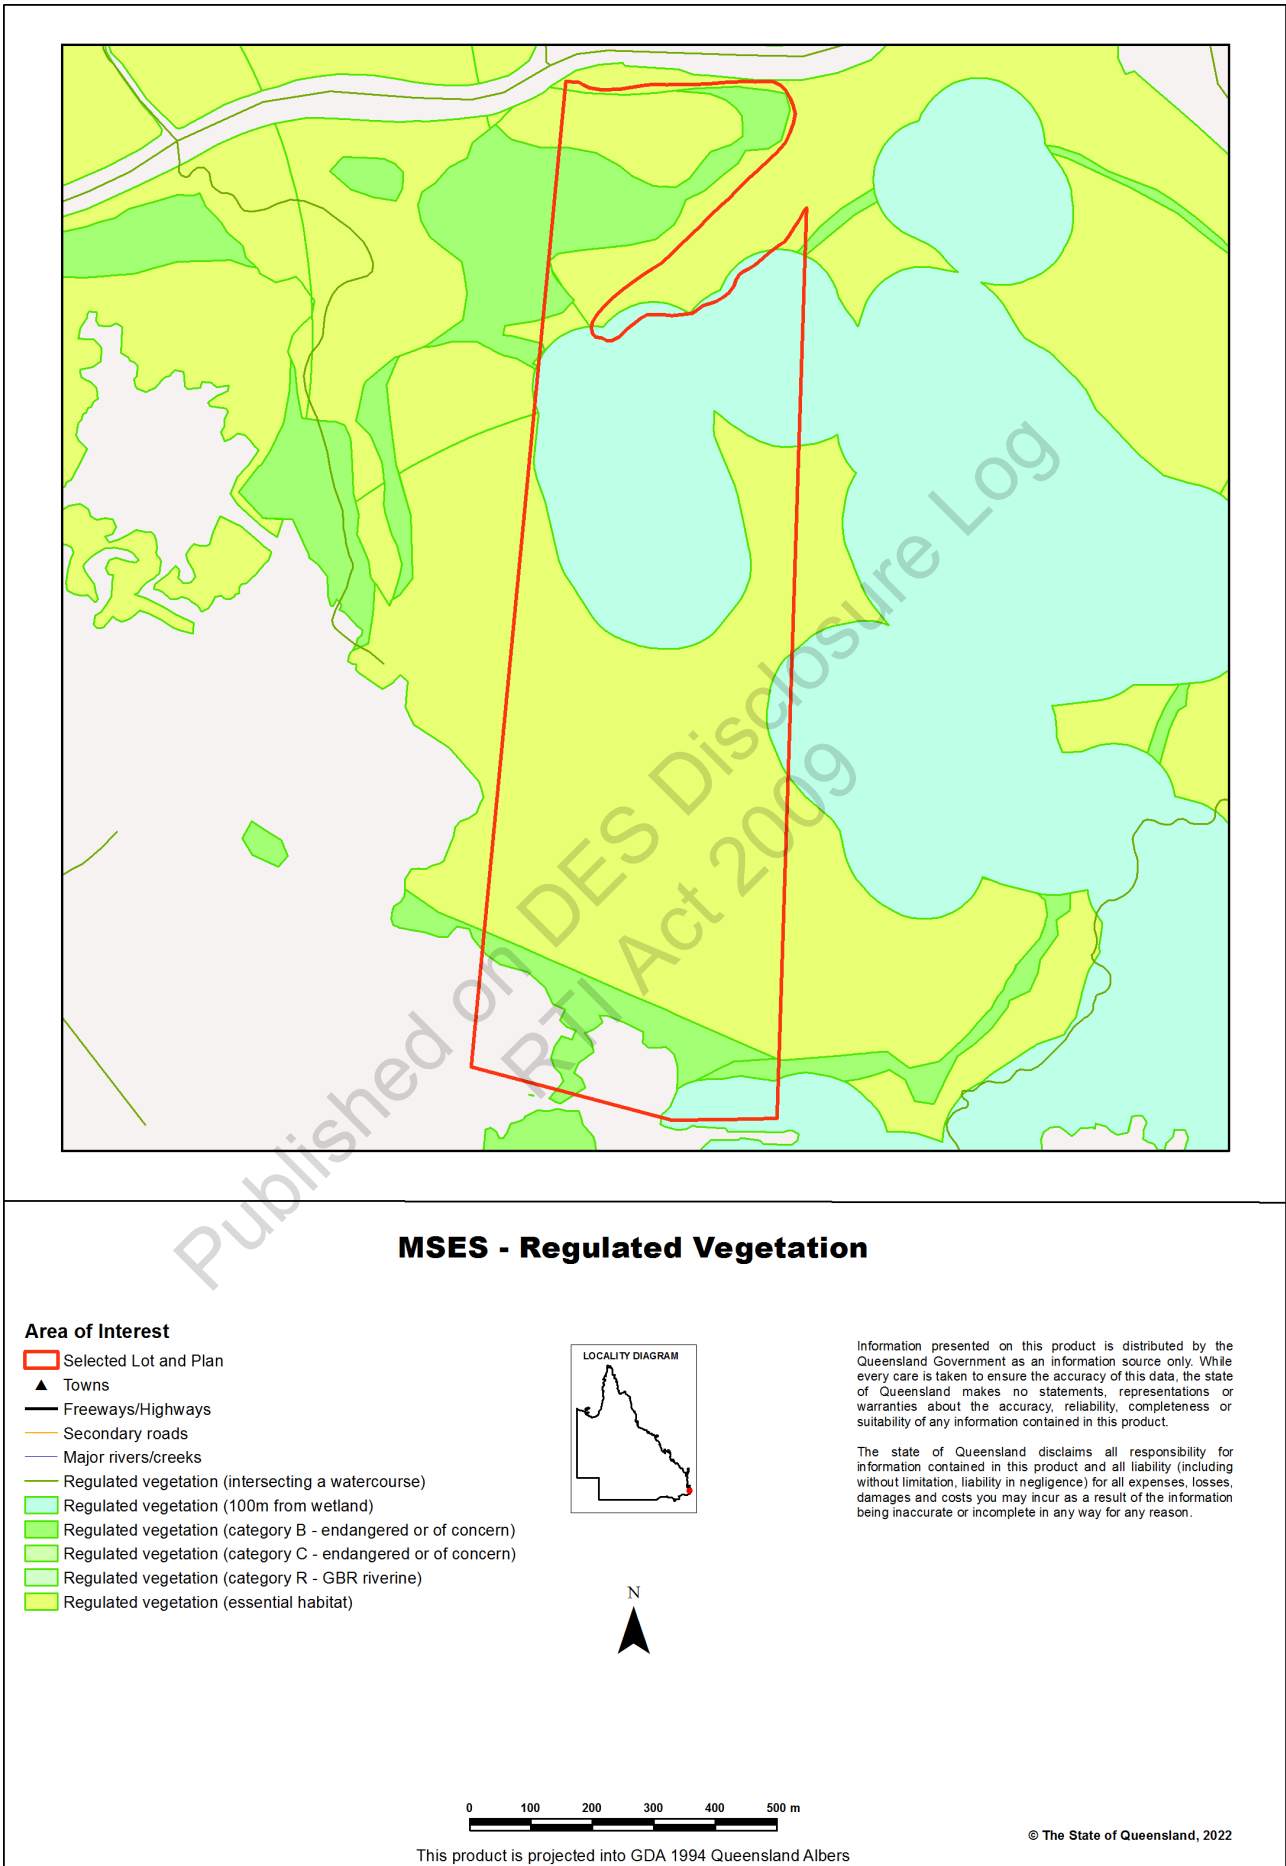 Published on DES Disclosure Log
RTI Act 2009
MSES - Regulated Vegetation
Area of Interest
Selected Lot and Plan
Towns
Freeways/Highways
Secondary roads
Major rivers/creeks
Regulated vegetation (intersecting a watercourse)
Regulated vegetation (100m from wetland)
Regulated vegetation (category B - endangered or of concern)
Regulated vegetation (category C - endangered or of concern)
Regulated vegetation (category R - GBR riverine)
Regulated vegetation (essential habitat)
LOCALITY DIAGRAM
N
Information presented on this product is distributed by the
Queensland Government as an information source only. While
every care is taken to ensure the accuracy of this data, the state
of Queensland makes no statements, representations or
warranties about the accuracy, reliability, completeness or
suitability of any information contained in this product.
The state of Queensland disclaims all responsibility for
information contained in this product and all liability (including
without limitation, liability in negligence) for all expenses, losses,
damages and costs you may incur as a result of the information
being inaccurate or incomplete in any way for any reason.
0 100 200 300 400 500 m
This product is projected into GDA 1994 Queensland Albers
© The State of Queensland, 2022